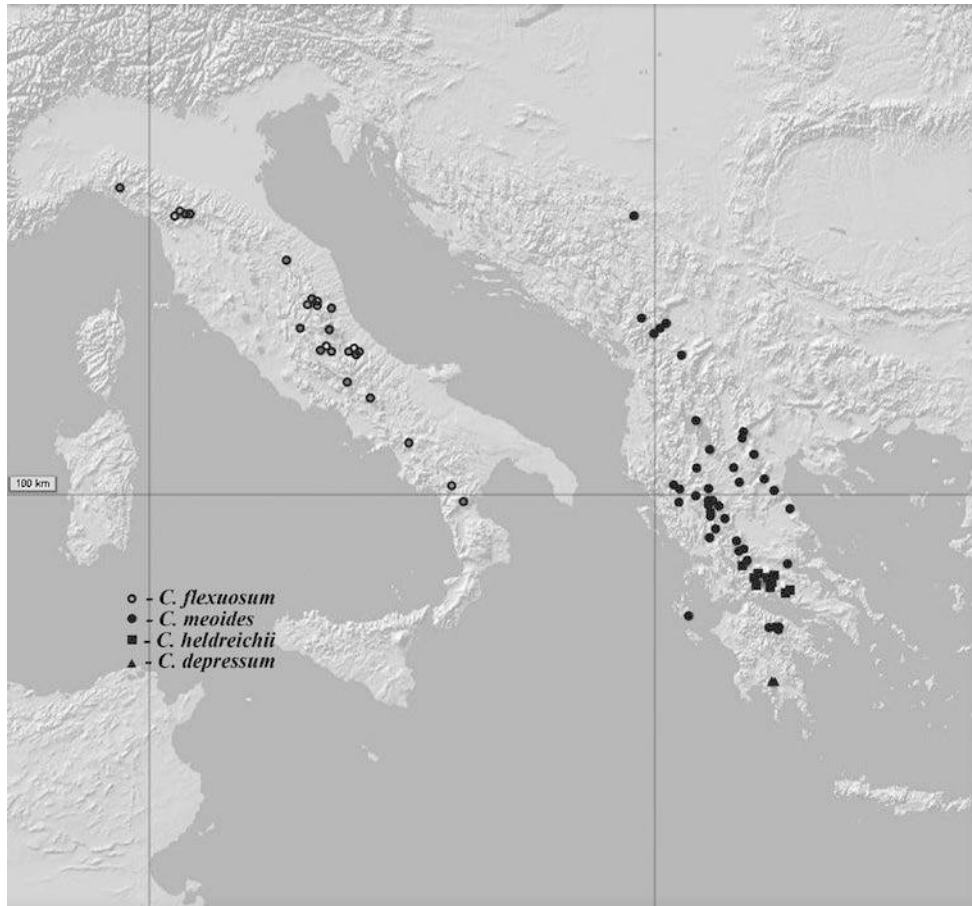 100 km
- C. flexuosum
- C. meoides
- C. heldreichii
- C. depressum